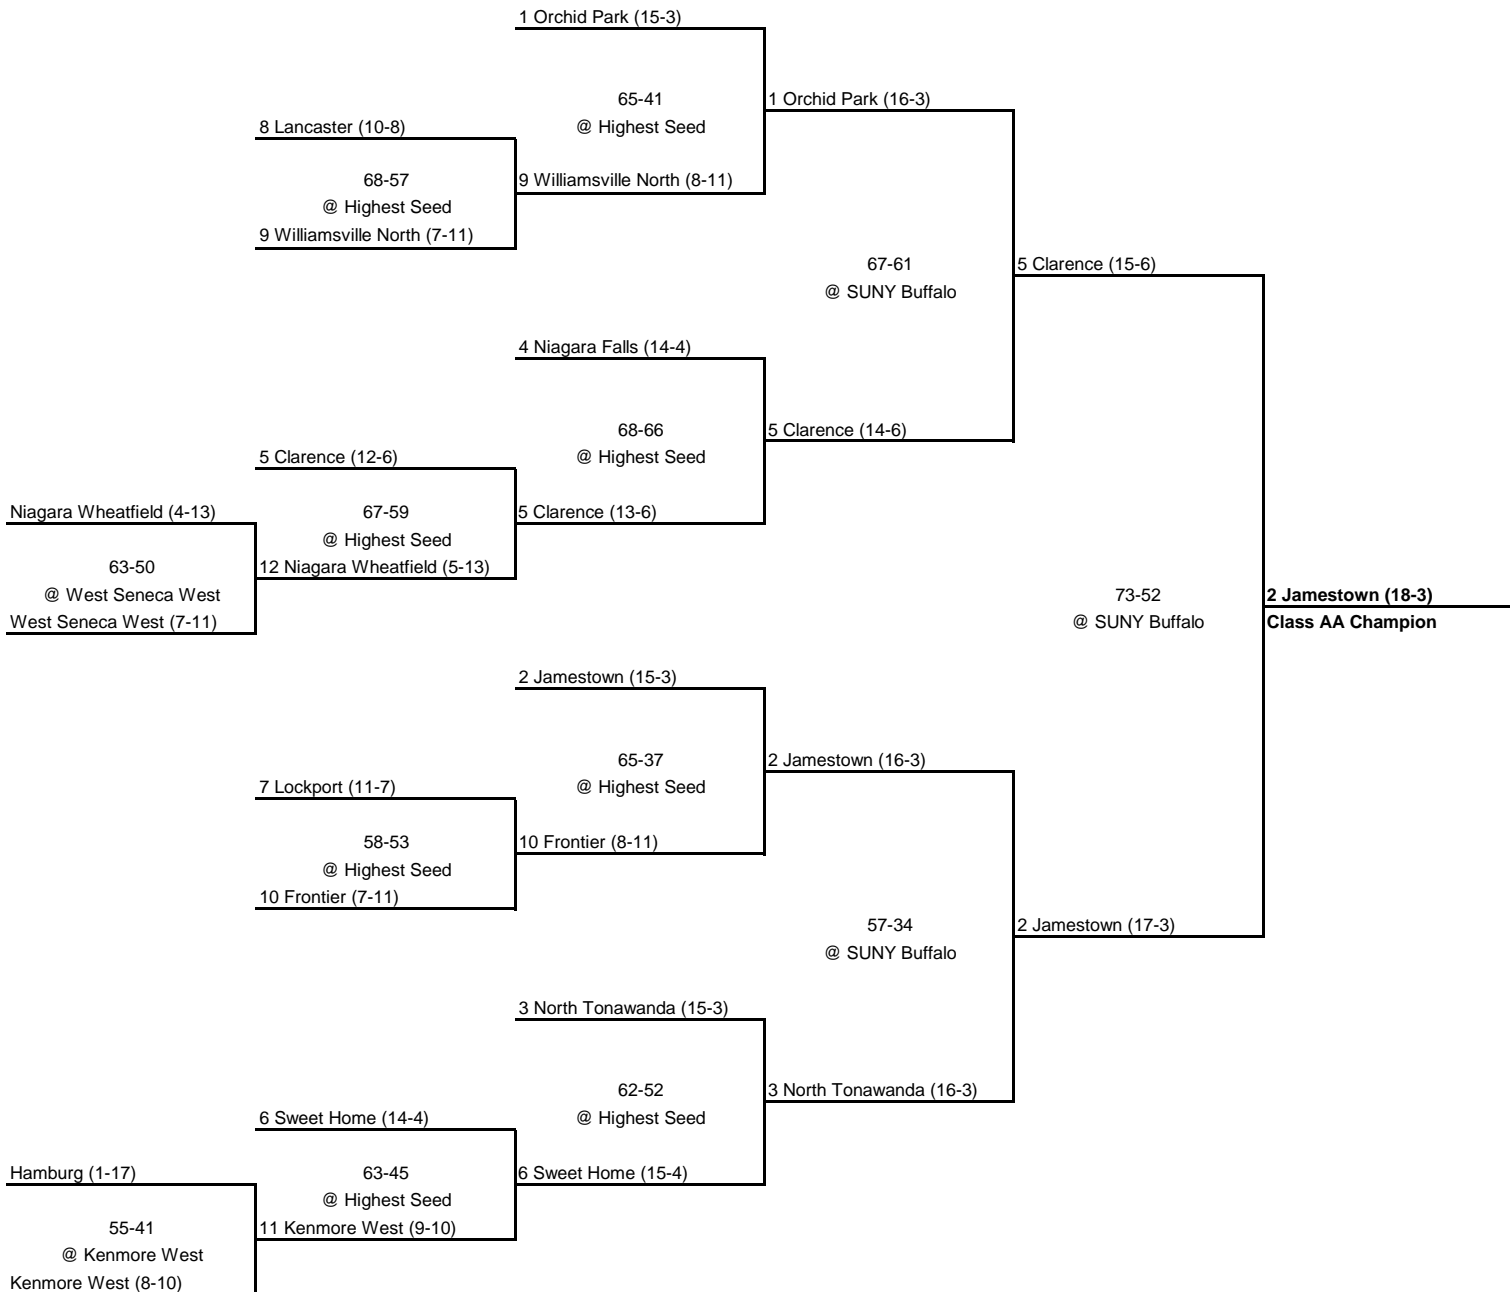 1 Orchid Park (15-3)
65-41
@ Highest Seed
1 Orchid Park (16-3)
8 Lancaster (10-8)
68-57
@ Highest Seed
9 Williamsville North (8-11)
9 Williamsville North (7-11)
67-61
@ SUNY Buffalo
5 Clarence (15-6)
4 Niagara Falls (14-4)
68-66
@ Highest Seed
5 Clarence (14-6)
5 Clarence (12-6)
Niagara Wheatfield (4-13)
67-59
@ Highest Seed
5 Clarence (13-6)
63-50
@ West Seneca West
12 Niagara Wheatfield (5-13)
West Seneca West (7-11)
73-52
@ SUNY Buffalo
2 Jamestown (18-3)
Class AA Champion
2 Jamestown (15-3)
65-37
@ Highest Seed
2 Jamestown (16-3)
7 Lockport (11-7)
58-53
@ Highest Seed
10 Frontier (8-11)
10 Frontier (7-11)
57-34
@ SUNY Buffalo
2 Jamestown (17-3)
3 North Tonawanda (15-3)
62-52
@ Highest Seed
3 North Tonawanda (16-3)
6 Sweet Home (14-4)
Hamburg (1-17)
63-45
@ Highest Seed
6 Sweet Home (15-4)
55-41
@ Kenmore West
11 Kenmore West (9-10)
Kenmore West (8-10)